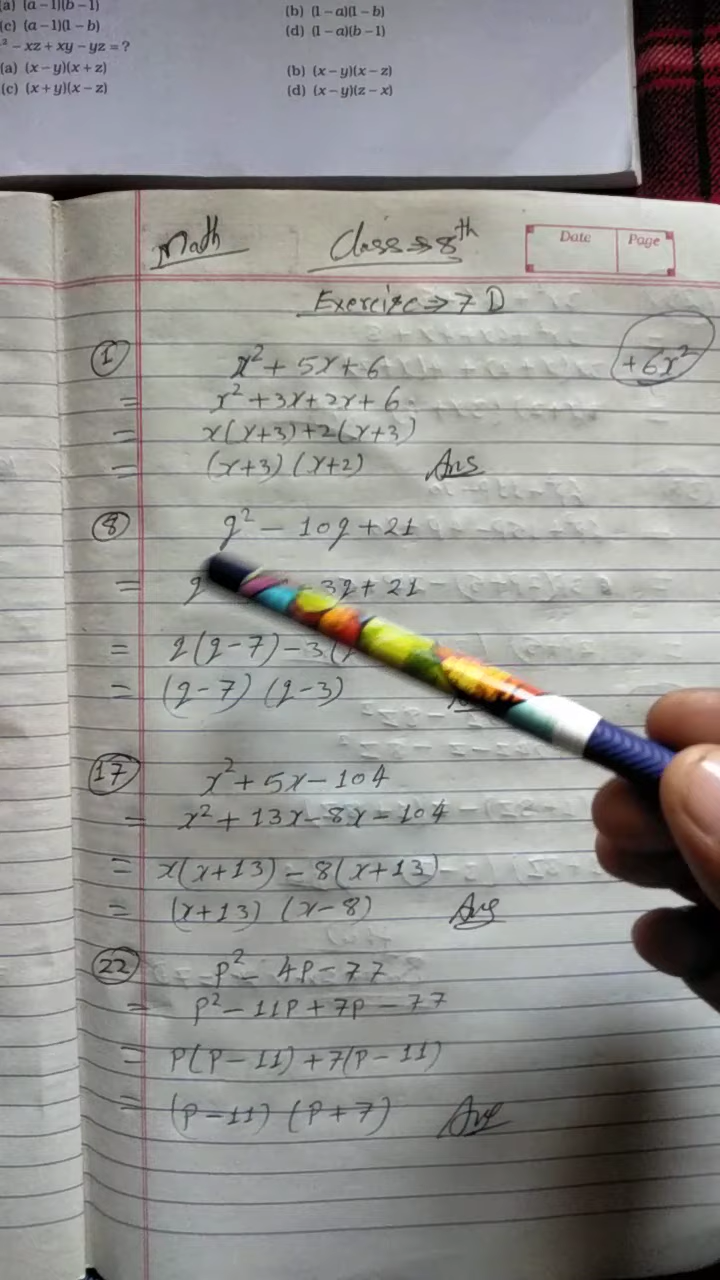 (a) (a – 1)(b – 1)
(b) (1 – a)(1 – b)
(c) (a – 1)(1 – b)
(d) (1 – a)(b – 1)
² – xz + xy – yz = ?
(a) (x – y)(x + z)
(b) (x – y)(x – z)
(c) (x + y)(x – z)
(d) (x – y)(z – x)
Math Class → 8th
Date Page
Exercise → 7 D
① x² + 5x + 6
+6x²
= x² + 3x + 2x + 6
= x(x+3) + 2(x+3)
= (x+3) (x+2) Ans
⑧ q² – 10q + 21
= q – 3q + 21
= q(q–7) – 3(
= (q–7) (q–3)
⑰ x² + 5x – 104
= x² + 13x – 8x – 104
= x(x+13) – 8(x+13)
= (x+13) (x–8) Ans
㉒ p² – 4p – 77
= p² – 11p + 7p – 77
= p(p–11) + 7(p–11)
= (p–11) (p+7) Ans